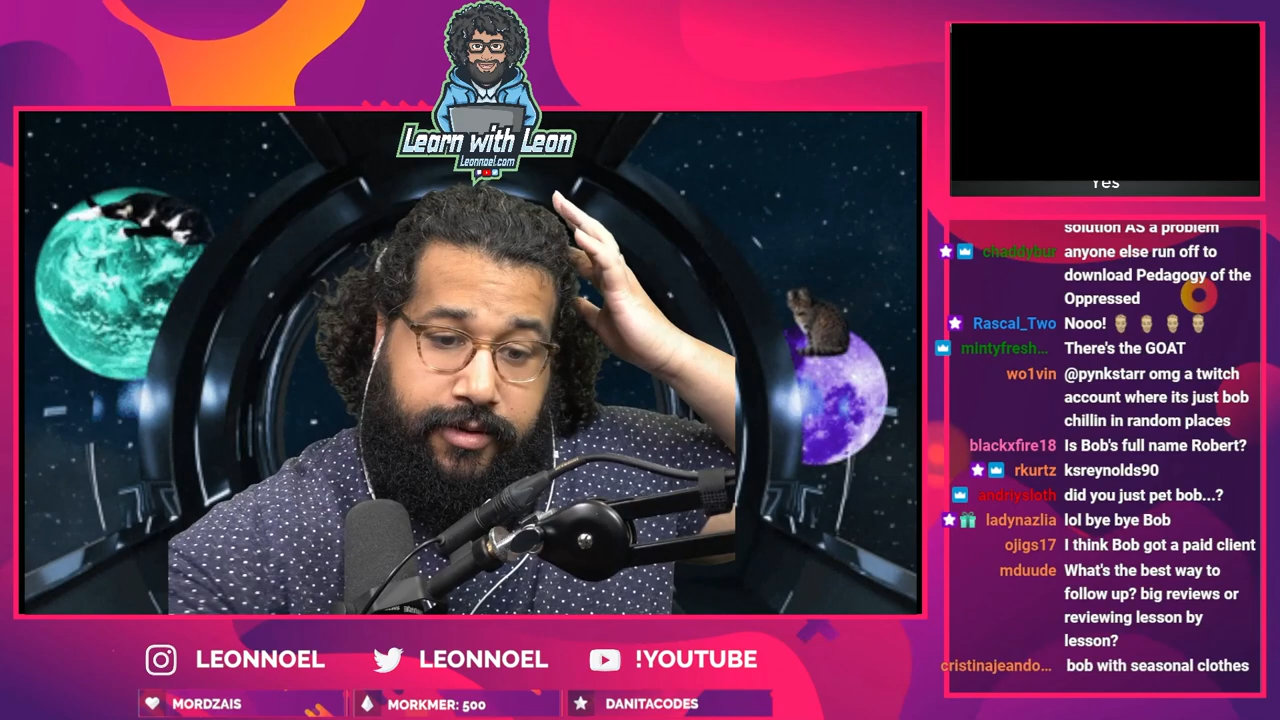 Learn with Leon
Leonnoel.com
Yes
solution AS a problem
chaddybur anyone else run off to
download Pedagogy of the
Oppressed
Rascal_Two Nooo!
mintyfresh... There's the GOAT
wo1vin @pynkstarr omg a twitch
account where its just bob
chillin in random places
blackxfire18 Is Bob's full name Robert?
rkurtz ksreynolds90
andriysloth did you just pet bob...?
ladynazlia lol bye bye Bob
ojigs17 I think Bob got a paid client
mduude What's the best way to
follow up? big reviews or
reviewing lesson by
lesson?
cristinajeando... bob with seasonal clothes
LEONNOEL LEONNOEL !YOUTUBE
MORDZAIS MORKMER: 500 DANITACODES